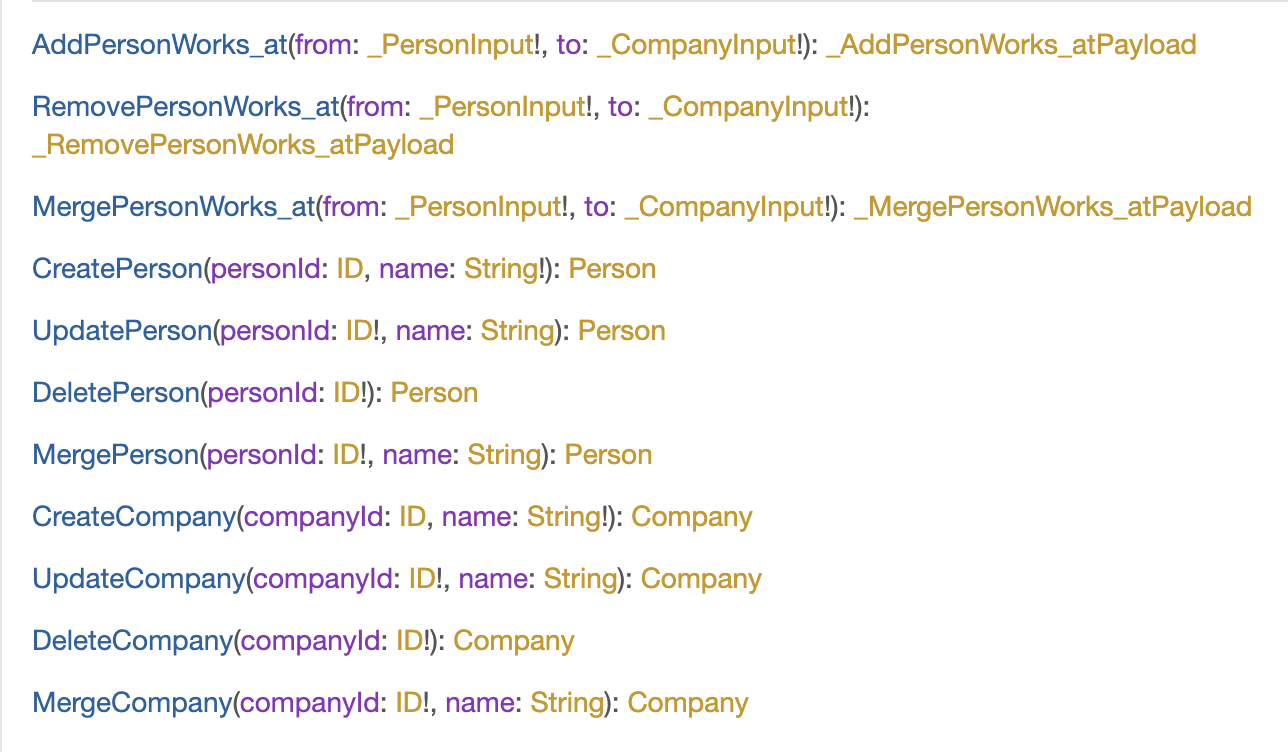 AddPersonWorks_at(from: _PersonInput!, to: _CompanyInput!): _AddPersonWorks_atPayload
RemovePersonWorks_at(from: _PersonInput!, to: _CompanyInput!):
_RemovePersonWorks_atPayload
MergePersonWorks_at(from: _PersonInput!, to: _CompanyInput!): _MergePersonWorks_atPayload
CreatePerson(personId: ID, name: String!): Person
UpdatePerson(personId: ID!, name: String): Person
DeletePerson(personId: ID!): Person
MergePerson(personId: ID!, name: String): Person
CreateCompany(companyId: ID, name: String!): Company
UpdateCompany(companyId: ID!, name: String): Company
DeleteCompany(companyId: ID!): Company
MergeCompany(companyId: ID!, name: String): Company